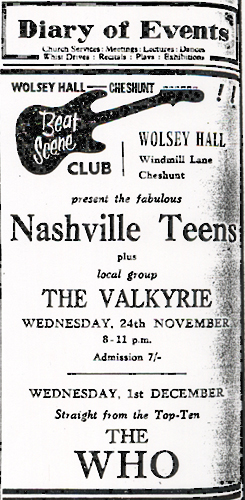 Diary of Events
Church Services : Meetings : Lectures : Dances
Whist Drives : Recitals : Plays : Exhibitions
WOLSEY HALL — CHESHUNT
Beat
Scene
CLUB
WOLSEY HALL
Windmill Lane
Cheshunt
present the fabulous
Nashville Teens
plus
local group
THE VALKYRIE
WEDNESDAY, 24th NOVEMBER
8-11 p.m.
Admission 7/-
WEDNESDAY, 1st DECEMBER
Straight from the Top-Ten
THE
WHO